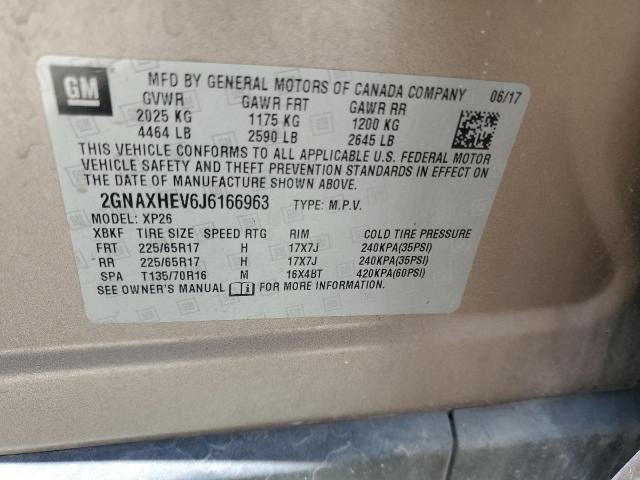 GM
MFD BY GENERAL MOTORS OF CANADA COMPANY 06/17
GVWR GAWR FRT GAWR RR
2025 KG 1175 KG 1200 KG
4464 LB 2590 LB 2645 LB
THIS VEHICLE CONFORMS TO ALL APPLICABLE U.S. FEDERAL MOTOR
VEHICLE SAFETY AND THEFT PREVENTION STANDARDS IN EFFECT ON
THE DATE OF MANUFACTURE SHOWN ABOVE.
2GNAXHEV6J6166963 TYPE: M.P.V.
MODEL: XP26
XBKF TIRE SIZE SPEED RTG RIM COLD TIRE PRESSURE
FRT 225/65R17 H 17X7J 240KPA(35PSI)
RR 225/65R17 H 17X7J 240KPA(35PSI)
SPA T135/70R16 M 16X4BT 420KPA(60PSI)
SEE OWNER'S MANUAL FOR MORE INFORMATION.